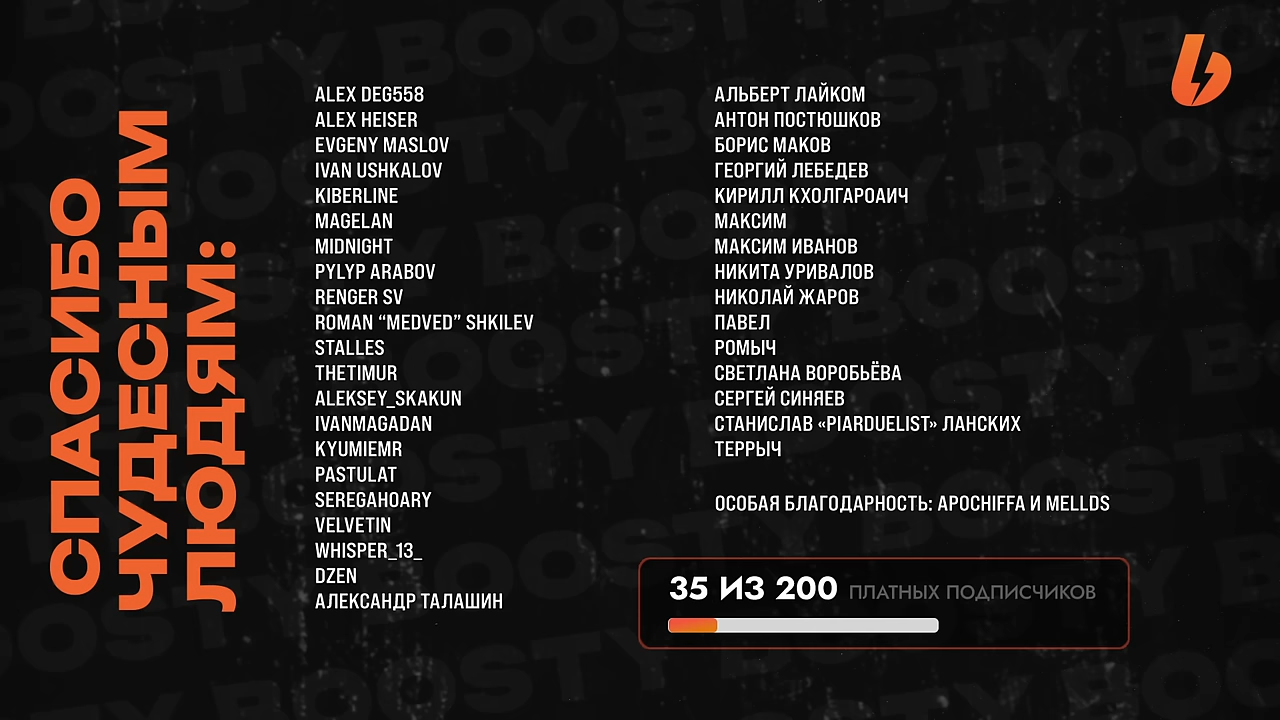 СПАСИБО
ЧУДЕСНЫМ
ЛЮДЯМ:
ALEX DEG558
ALEX HEISER
EVGENY MASLOV
IVAN USHKALOV
KIBERLINE
MAGELAN
MIDNIGHT
PYLYP ARABOV
RENGER SV
ROMAN “MEDVED” SHKILEV
STALLES
THETIMUR
ALEKSEY_SKAKUN
IVANMAGADAN
KYUMIEMR
PASTULAT
SEREGAHOARY
VELVETIN
WHISPER_13_
DZEN
АЛЕКСАНДР ТАЛАШИН
АЛЬБЕРТ ЛАЙКОМ
АНТОН ПОСТЮШКОВ
БОРИС МАКОВ
ГЕОРГИЙ ЛЕБЕДЕВ
КИРИЛЛ КХОЛГАРОАИЧ
МАКСИМ
МАКСИМ ИВАНОВ
НИКИТА УРИВАЛОВ
НИКОЛАЙ ЖАРОВ
ПАВЕЛ
РОМЫЧ
СВЕТЛАНА ВОРОБЬЁВА
СЕРГЕЙ СИНЯЕВ
СТАНИСЛАВ «PIARDUELIST» ЛАНСКИХ
ТЕРРЫЧ
ОСОБАЯ БЛАГОДАРНОСТЬ: APOCHIFFA И MELLDS
35 ИЗ 200 ПЛАТНЫХ ПОДПИСЧИКОВ